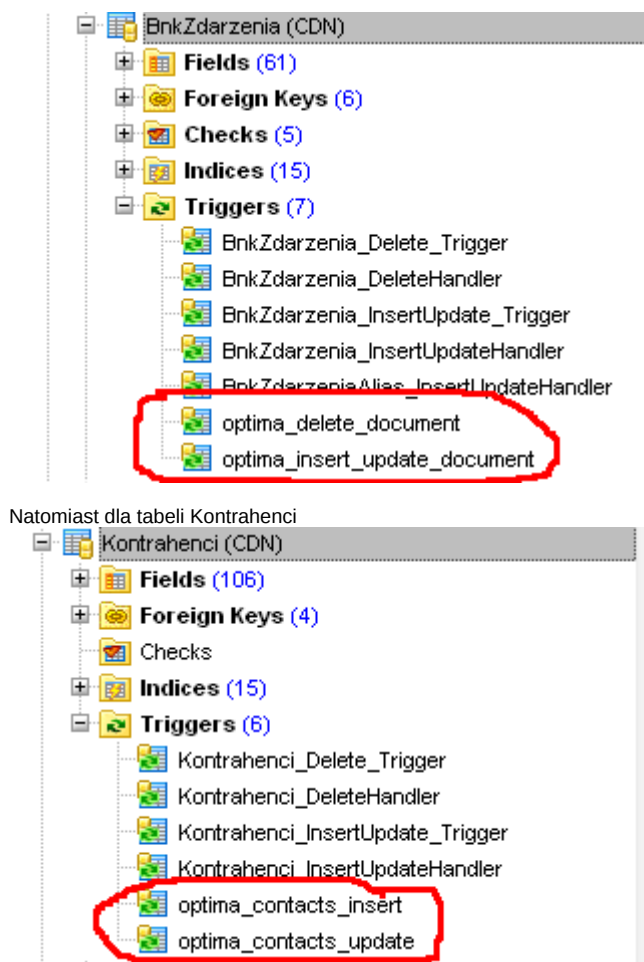 BnkZdarzenia (CDN)
Fields (61)
Foreign Keys (6)
Checks (5)
Indices (15)
Triggers (7)
BnkZdarzenia_Delete_Trigger
BnkZdarzenia_DeleteHandler
BnkZdarzenia_InsertUpdate_Trigger
BnkZdarzenia_InsertUpdateHandler
BnkZdarzeniaAlias_InsertUpdateHandler
optima_delete_document
optima_insert_update_document
Natomiast dla tabeli Kontrahenci
Kontrahenci (CDN)
Fields (106)
Foreign Keys (4)
Checks
Indices (15)
Triggers (6)
Kontrahenci_Delete_Trigger
Kontrahenci_DeleteHandler
Kontrahenci_InsertUpdate_Trigger
Kontrahenci_InsertUpdateHandler
optima_contacts_insert
optima_contacts_update